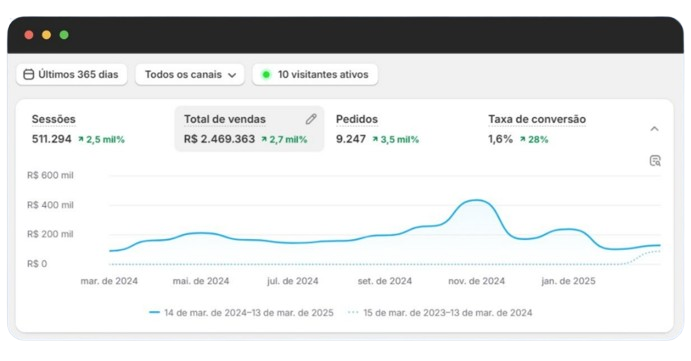 Últimos 365 dias Todos os canais 10 visitantes ativos
Sessões Total de vendas Pedidos Taxa de conversão
511.294 2,5 mil% R$ 2.469.363 2,7 mil% 9.247 3,5 mil% 1,6% 28%
R$ 600 mil
R$ 400 mil
R$ 200 mil
R$ 0
mar. de 2024 mai. de 2024 jul. de 2024 set. de 2024 nov. de 2024 jan. de 2025
14 de mar. de 2024–13 de mar. de 2025 15 de mar. de 2023–13 de mar. de 2024